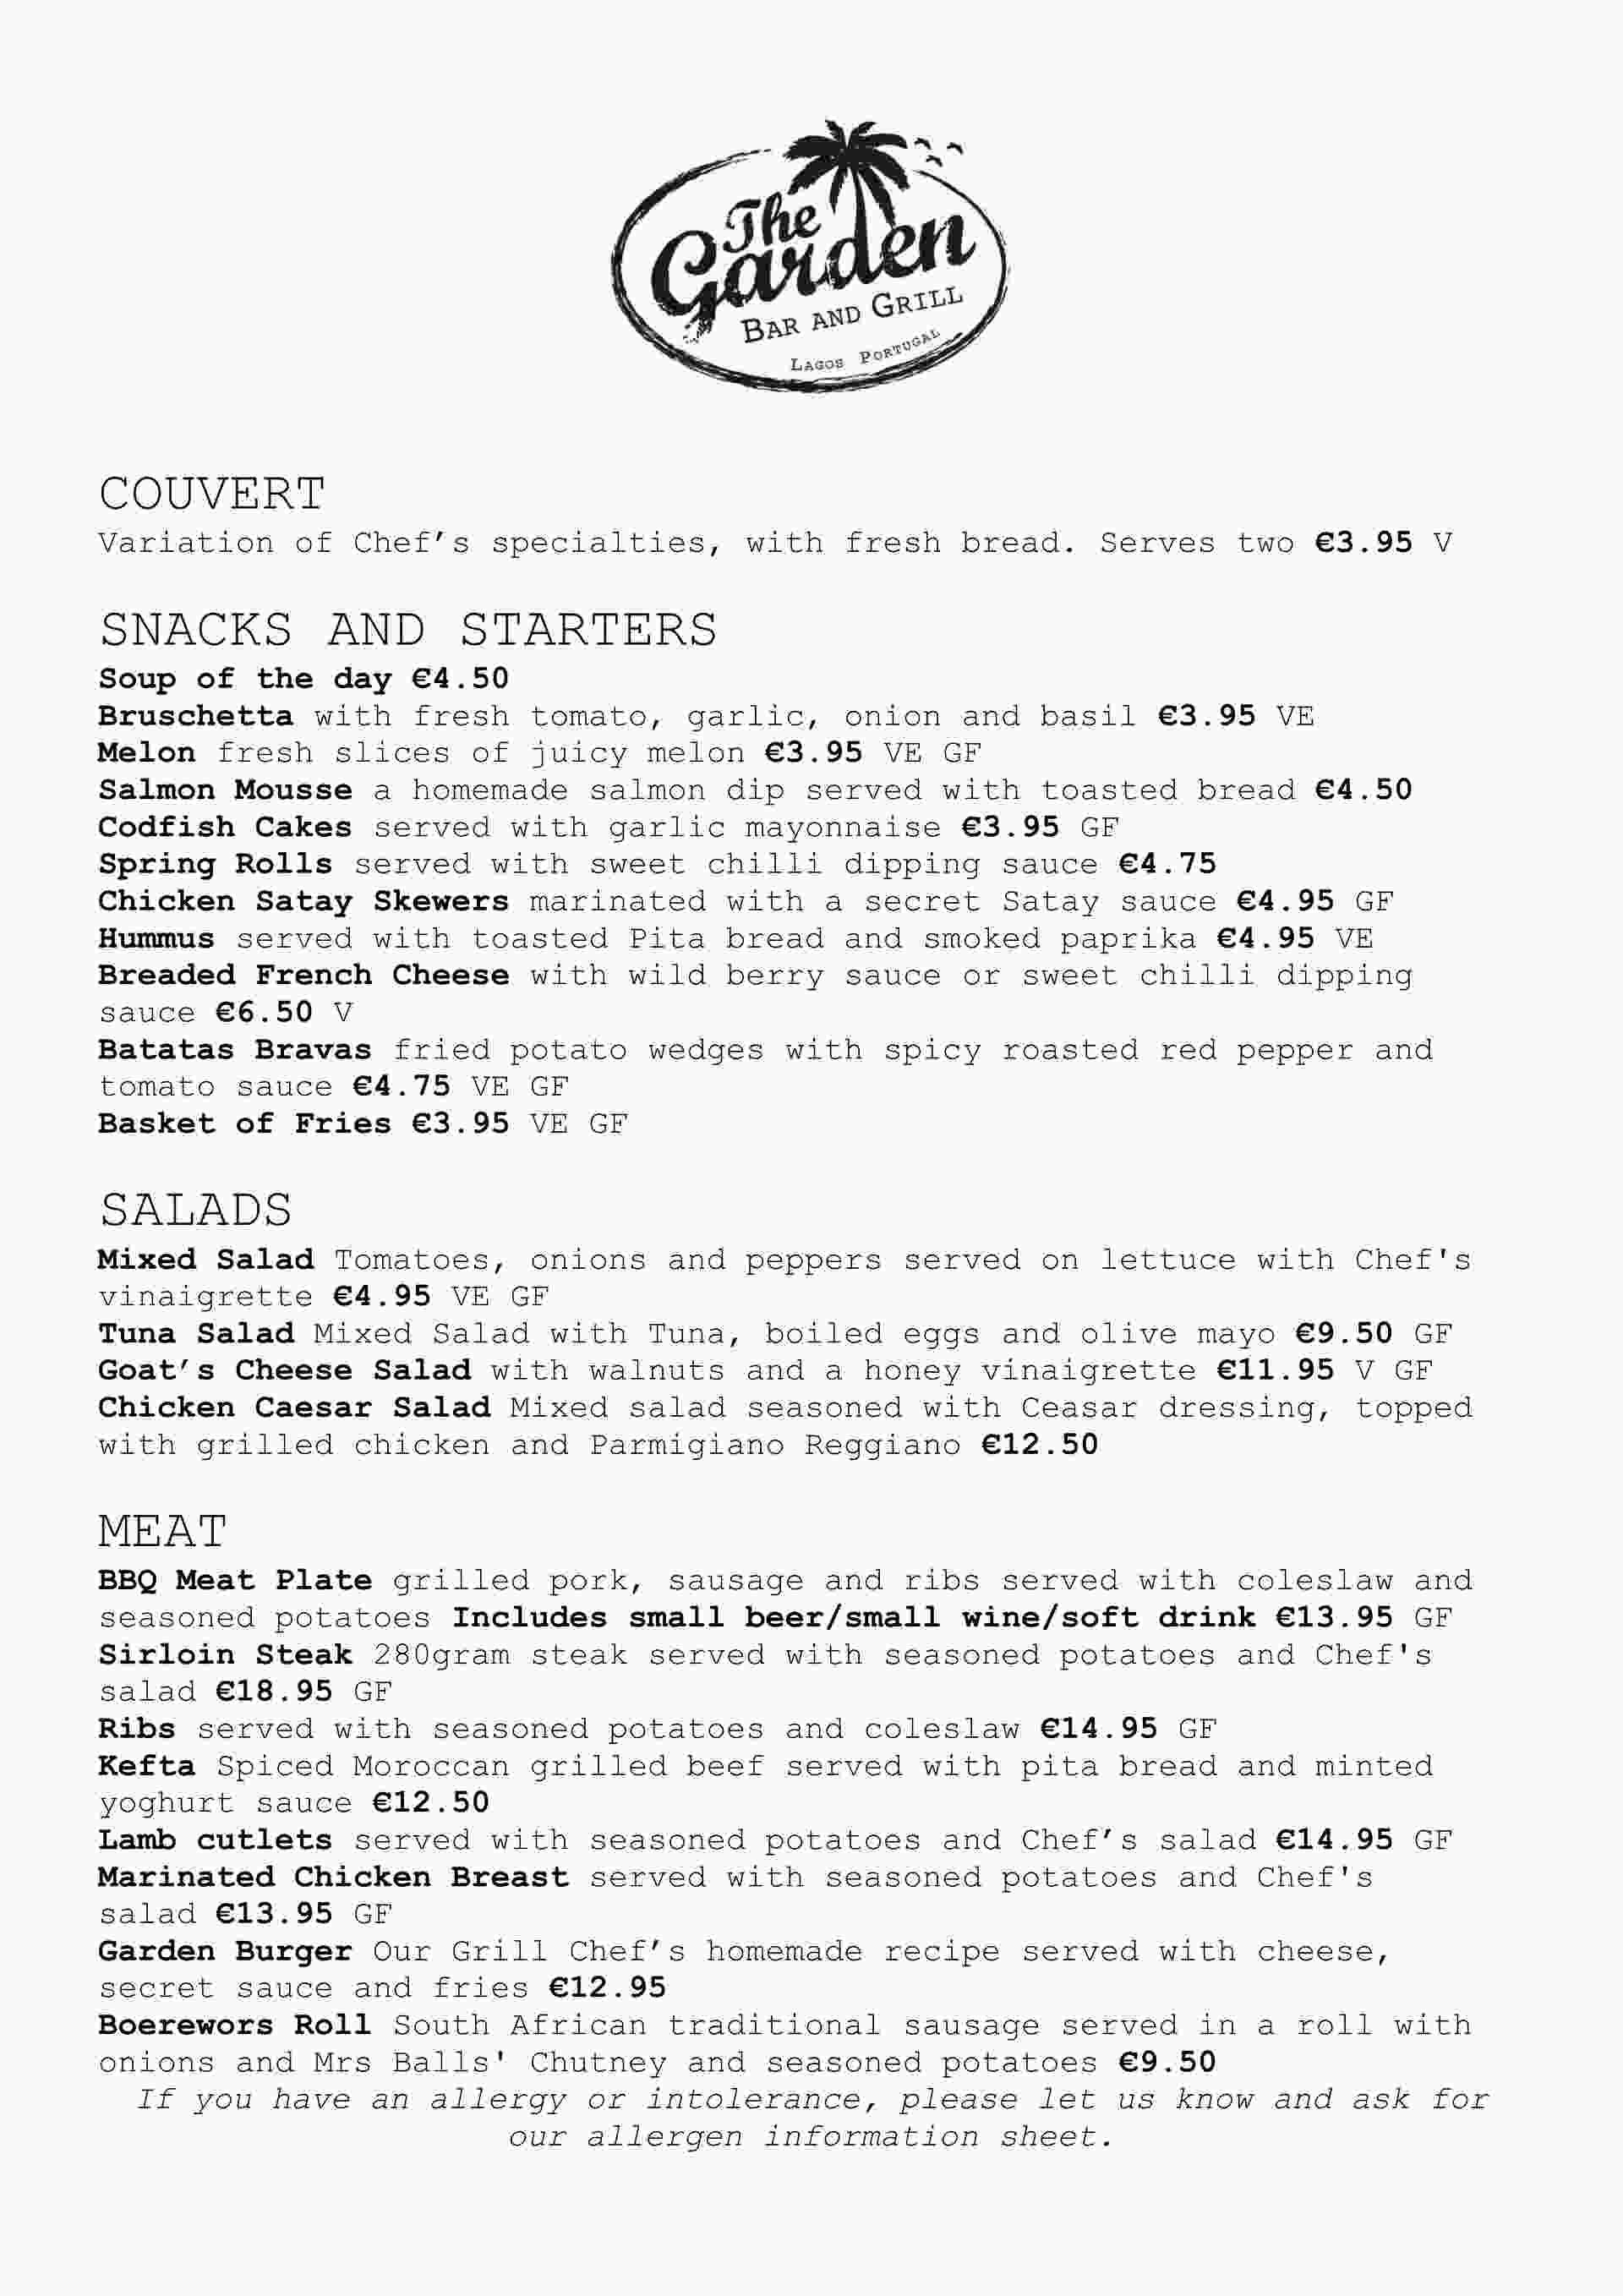 The
Garden
BAR AND GRILL
LAGOS PORTUGAL
COUVERT
Variation of Chef’s specialties, with fresh bread. Serves two €3.95 V
SNACKS AND STARTERS
Soup of the day €4.50
Bruschetta with fresh tomato, garlic, onion and basil €3.95 VE
Melon fresh slices of juicy melon €3.95 VE GF
Salmon Mousse a homemade salmon dip served with toasted bread €4.50
Codfish Cakes served with garlic mayonnaise €3.95 GF
Spring Rolls served with sweet chilli dipping sauce €4.75
Chicken Satay Skewers marinated with a secret Satay sauce €4.95 GF
Hummus served with toasted Pita bread and smoked paprika €4.95 VE
Breaded French Cheese with wild berry sauce or sweet chilli dipping
sauce €6.50 V
Batatas Bravas fried potato wedges with spicy roasted red pepper and
tomato sauce €4.75 VE GF
Basket of Fries €3.95 VE GF
SALADS
Mixed Salad Tomatoes, onions and peppers served on lettuce with Chef's
vinaigrette €4.95 VE GF
Tuna Salad Mixed Salad with Tuna, boiled eggs and olive mayo €9.50 GF
Goat’s Cheese Salad with walnuts and a honey vinaigrette €11.95 V GF
Chicken Caesar Salad Mixed salad seasoned with Ceasar dressing, topped
with grilled chicken and Parmigiano Reggiano €12.50
MEAT
BBQ Meat Plate grilled pork, sausage and ribs served with coleslaw and
seasoned potatoes Includes small beer/small wine/soft drink €13.95 GF
Sirloin Steak 280gram steak served with seasoned potatoes and Chef's
salad €18.95 GF
Ribs served with seasoned potatoes and coleslaw €14.95 GF
Kefta Spiced Moroccan grilled beef served with pita bread and minted
yoghurt sauce €12.50
Lamb cutlets served with seasoned potatoes and Chef’s salad €14.95 GF
Marinated Chicken Breast served with seasoned potatoes and Chef's
salad €13.95 GF
Garden Burger Our Grill Chef’s homemade recipe served with cheese,
secret sauce and fries €12.95
Boerewors Roll South African traditional sausage served in a roll with
onions and Mrs Balls' Chutney and seasoned potatoes €9.50
If you have an allergy or intolerance, please let us know and ask for
our allergen information sheet.